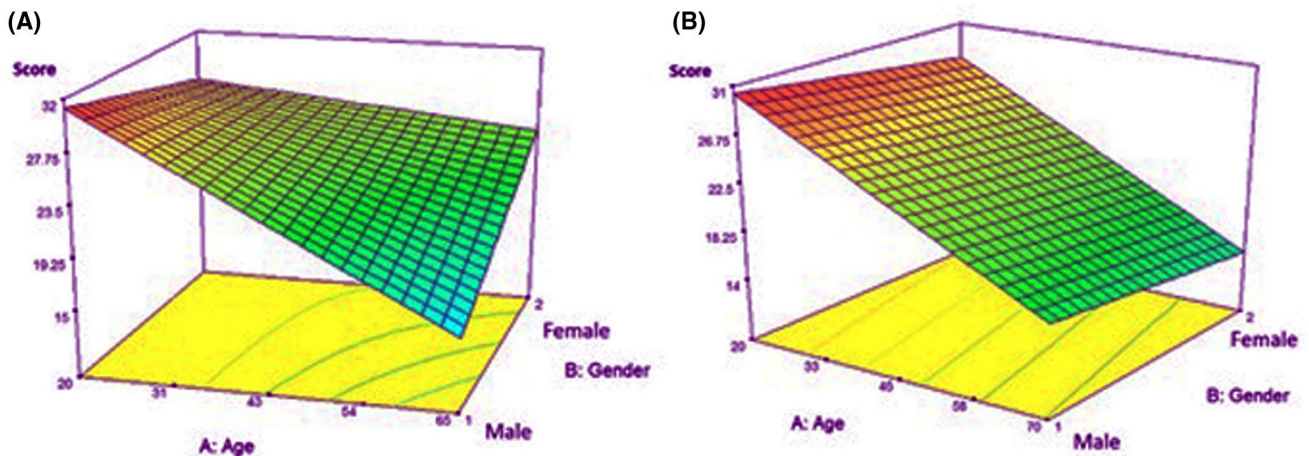 (A)
Score
32
27.75
23.5
19.25
15
20
31
43
54
65
1
2
Female
B: Gender
Male
A: Age
(B)
Score
31
26.75
22.5
18.25
14
20
33
45
58
70
1
2
Female
B: Gender
Male
A: Age